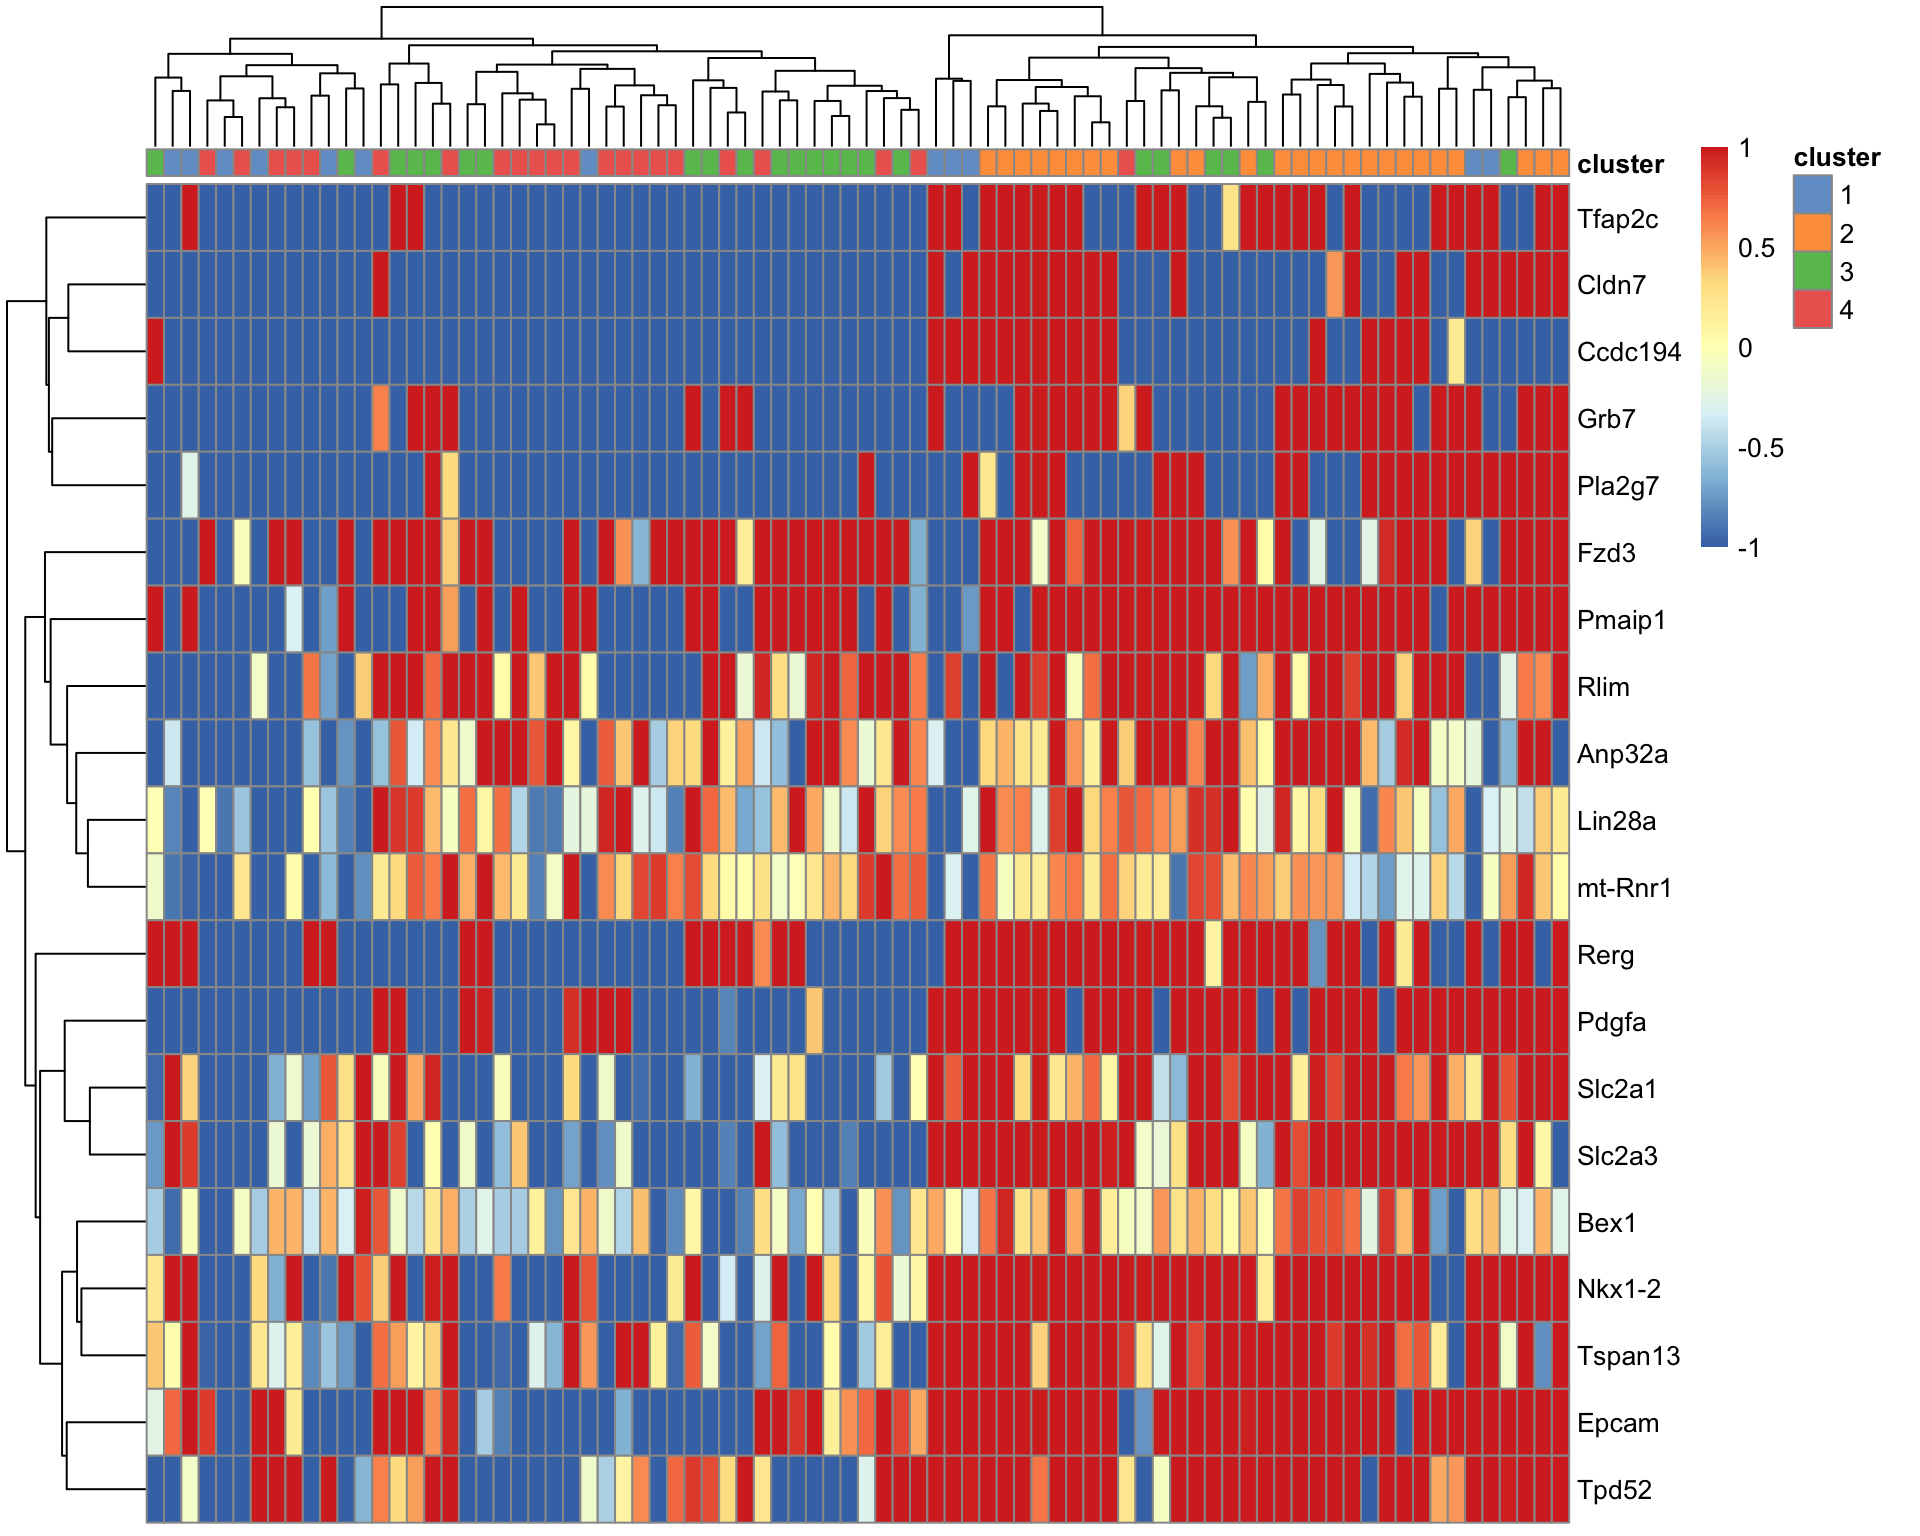 cluster
Tfap2c
Cldn7
Ccdc194
Grb7
Pla2g7
Fzd3
Pmaip1
Rlim
Anp32a
Lin28a
mt-Rnr1
Rerg
Pdgfa
Slc2a1
Slc2a3
Bex1
Nkx1-2
Tspan13
Epcam
Tpd52
1
0.5
0
-0.5
-1
cluster
1
2
3
4